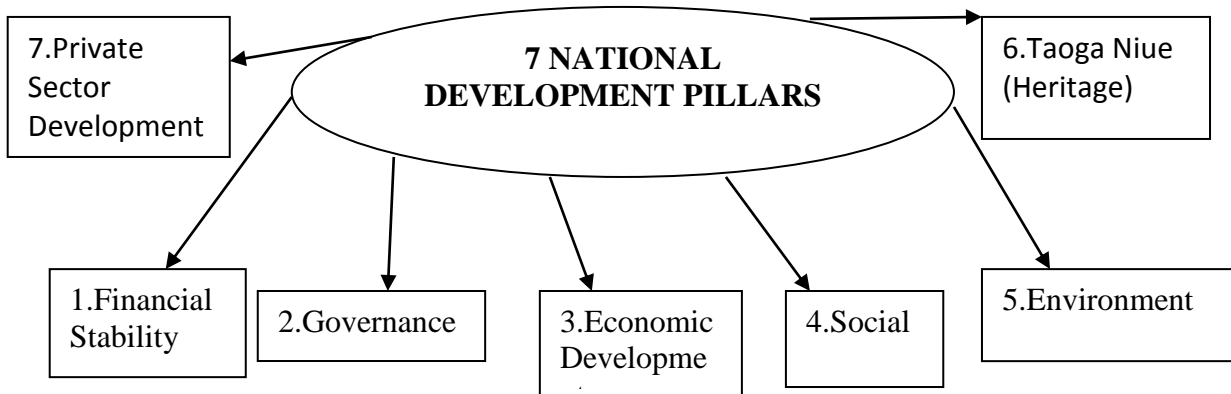 7 NATIONAL
DEVELOPMENT PILLARS
7.Private
Sector
Development
6.Taoga Niue
(Heritage)
1.Financial
Stability
2.Governance
3.Economic
Developme
4.Social
5.Environment